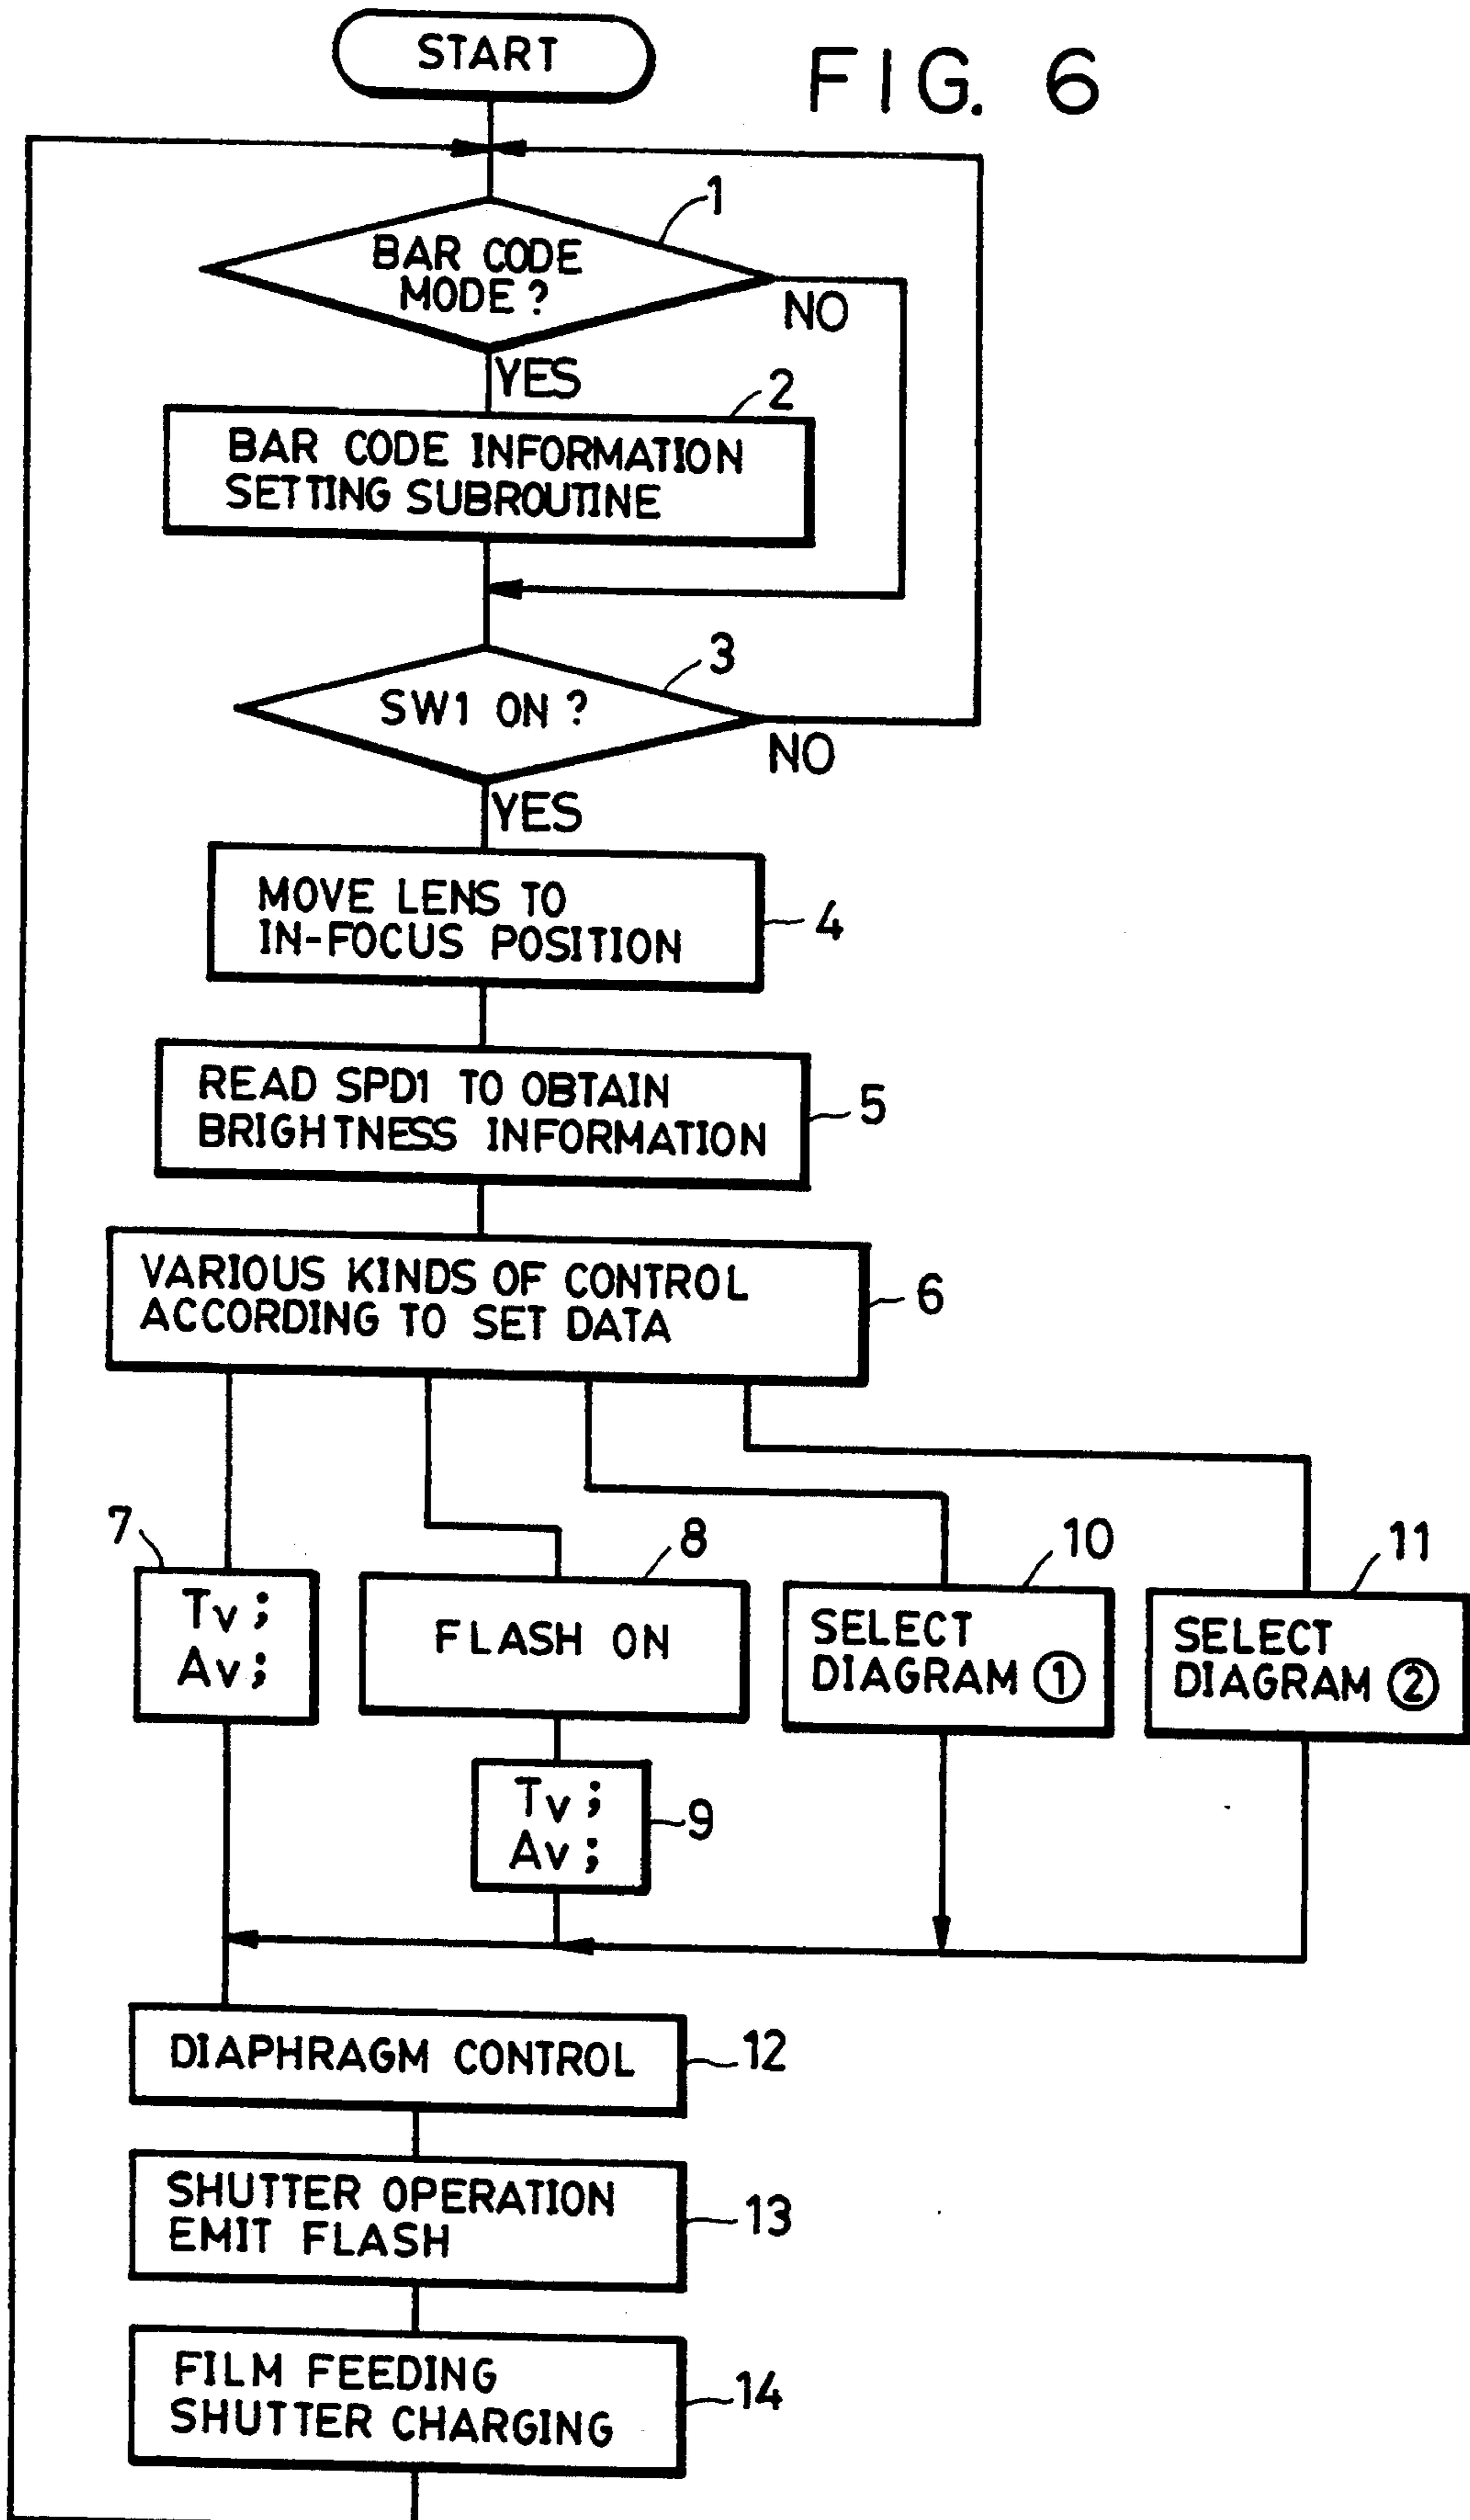 START
FIG. 6
1
BAR CODE
MODE ?
NO
YES
2
BAR CODE INFORMATION
SETTING SUBROUTINE
3
SW1 ON ?
NO
YES
MOVE LENS TO
IN-FOCUS POSITION
4
READ SPD1 TO OBTAIN
BRIGHTNESS INFORMATION
5
VARIOUS KINDS OF CONTROL
ACCORDING TO SET DATA
6
7
Tv ;
Av ;
8
FLASH ON
10
SELECT
DIAGRAM ①
11
SELECT
DIAGRAM ②
Tv ;
Av ;
9
DIAPHRAGM CONTROL
12
SHUTTER OPERATION
EMIT FLASH
13
FILM FEEDING
SHUTTER CHARGING
14